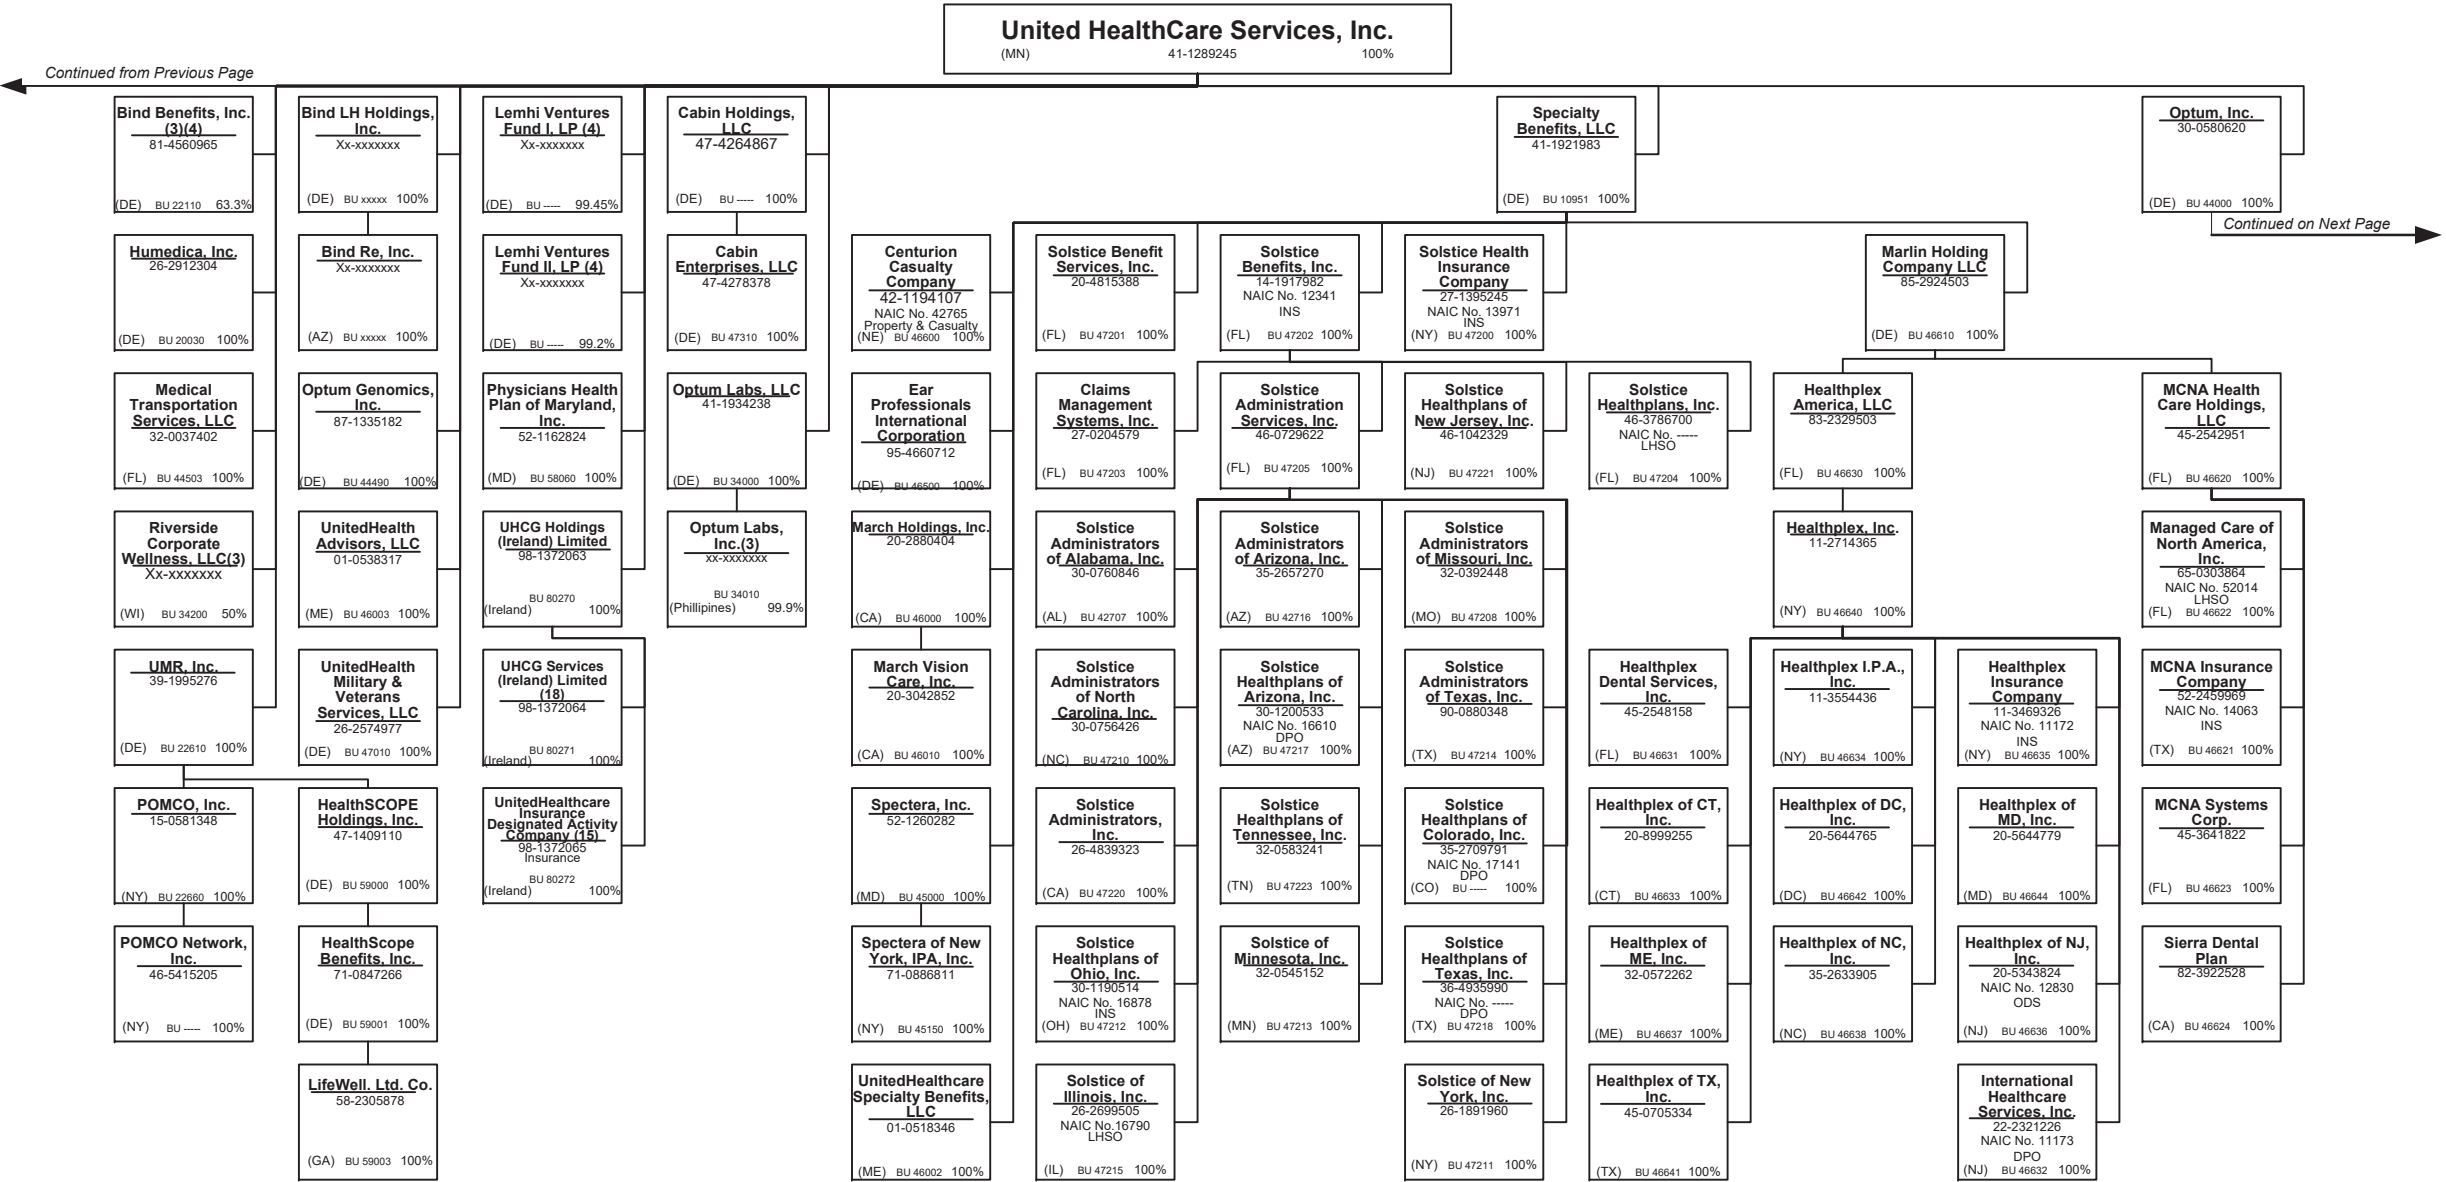 United HealthCare Services, Inc.
(MN) 41-1289245 100%
Continued from Previous Page
Bind Benefits, Inc.
(3)(4)
81-4560965
(DE) BU 22110 63.3%
Bind LH Holdings,
Inc.
Xx-xxxxxxx
(DE) BU xxxxx 100%
Lemhi Ventures
Fund I, LP (4)
Xx-xxxxxxx
(DE) BU ----- 99.45%
Cabin Holdings,
LLC
47-4264867
(DE) BU ----- 100%
Specialty
Benefits, LLC
41-1921983
(DE) BU 10951 100%
Optum, Inc.
30-0580620
(DE) BU 44000 100%
Continued on Next Page
Humedica, Inc.
26-2912304
(DE) BU 20030 100%
Bind Re, Inc.
Xx-xxxxxxx
(AZ) BU xxxxx 100%
Lemhi Ventures
Fund II, LP (4)
Xx-xxxxxxx
(DE) BU ----- 99.2%
Cabin
Enterprises, LLC
47-4278378
(DE) BU 47310 100%
Centurion
Casualty
Company
42-1194107
NAIC No. 42765
Property & Casualty
(NE) BU 46600 100%
Solstice Benefit
Services, Inc.
20-4815388
(FL) BU 47201 100%
Solstice
Benefits, Inc.
14-1917982
NAIC No. 12341
INS
(FL) BU 47202 100%
Solstice Health
Insurance
Company
27-1395245
NAIC No. 13971
INS
(NY) BU 47200 100%
Marlin Holding
Company LLC
85-2924503
(DE) BU 46610 100%
Medical
Transportation
Services, LLC
32-0037402
(FL) BU 44503 100%
Optum Genomics,
Inc.
87-1335182
(DE) BU 44490 100%
Physicians Health
Plan of Maryland,
Inc.
52-1162824
(MD) BU 58060 100%
Optum Labs, LLC
41-1934238
(DE) BU 34000 100%
Ear
Professionals
International
Corporation
95-4660712
(DE) BU 46500 100%
Claims
Management
Systems, Inc.
27-0204579
(FL) BU 47203 100%
Solstice
Administration
Services, Inc.
46-0729622
(FL) BU 47205 100%
Solstice
Healthplans of
New Jersey, Inc.
46-1042329
(NJ) BU 47221 100%
Solstice
Healthplans, Inc.
46-3786700
NAIC No. -----
LHSO
(FL) BU 47204 100%
Healthplex
America, LLC
83-2329503
(FL) BU 46630 100%
MCNA Health
Care Holdings,
LLC
45-2542951
(FL) BU 46620 100%
Riverside
Corporate
Wellness, LLC(3)
Xx-xxxxxxx
(WI) BU 34200 50%
UnitedHealth
Advisors, LLC
01-0538317
(ME) BU 46003 100%
UHCG Holdings
(Ireland) Limited
98-1372063
BU 80270
(Ireland) 100%
Optum Labs,
Inc.(3)
xx-xxxxxxx
BU 34010
(Phillipines) 99.9%
March Holdings, Inc.
20-2880404
(CA) BU 46000 100%
Solstice
Administrators
of Alabama, Inc.
30-0760846
(AL) BU 42707 100%
Solstice
Administrators
of Arizona, Inc.
35-2657270
(AZ) BU 42716 100%
Solstice
Administrators
of Missouri, Inc.
32-0392448
(MO) BU 47208 100%
Healthplex, Inc.
11-2714365
(NY) BU 46640 100%
Managed Care of
North America,
Inc.
65-0303864
NAIC No. 52014
LHSO
(FL) BU 46622 100%
UMR, Inc.
39-1995276
(DE) BU 22610 100%
UnitedHealth
Military &
Veterans
Services, LLC
26-2574977
(DE) BU 47010 100%
UHCG Services
(Ireland) Limited
(18)
98-1372064
BU 80271
(Ireland) 100%
March Vision
Care, Inc.
20-3042852
(CA) BU 46010 100%
Solstice
Administrators
of North
Carolina, Inc.
30-0756426
(NC) BU 47210 100%
Solstice
Healthplans of
Arizona, Inc.
30-1200533
NAIC No. 16610
DPO
(AZ) BU 47217 100%
Solstice
Administrators
of Texas, Inc.
90-0880348
(TX) BU 47214 100%
Healthplex
Dental Services,
Inc.
45-2548158
(FL) BU 46631 100%
Healthplex I.P.A.,
Inc.
11-3554436
(NY) BU 46634 100%
Healthplex
Insurance
Company
11-3469326
NAIC No. 11172
INS
(NY) BU 46635 100%
MCNA Insurance
Company
52-2459969
NAIC No. 14063
INS
(TX) BU 46621 100%
POMCO, Inc.
15-0581348
(NY) BU 22660 100%
HealthSCOPE
Holdings, Inc.
47-1409110
(DE) BU 59000 100%
UnitedHealthcare
Insurance
Designated Activity
Company (15)
98-1372065
Insurance
BU 80272
(Ireland) 100%
Spectera, Inc.
52-1260282
(MD) BU 45000 100%
Solstice
Administrators,
Inc.
26-4839323
(CA) BU 47220 100%
Solstice
Healthplans of
Tennessee, Inc.
32-0583241
(TN) BU 47223 100%
Solstice
Healthplans of
Colorado, Inc.
35-2709791
NAIC No. 17141
DPO
(CO) BU ----- 100%
Healthplex of CT,
Inc.
20-8999255
(CT) BU 46633 100%
Healthplex of DC,
Inc.
20-5644765
(DC) BU 46642 100%
Healthplex of
MD, Inc.
20-5644779
(MD) BU 46644 100%
MCNA Systems
Corp.
45-3641822
(FL) BU 46623 100%
POMCO Network,
Inc.
46-5415205
(NY) BU ----- 100%
HealthScope
Benefits, Inc.
71-0847266
(DE) BU 59001 100%
Spectera of New
York, IPA, Inc.
71-0886811
(NY) BU 45150 100%
Solstice
Healthplans of
Ohio, Inc.
30-1190514
NAIC No. 16878
INS
(OH) BU 47212 100%
Solstice of
Minnesota, Inc.
32-0545152
(MN) BU 47213 100%
Solstice
Healthplans of
Texas, Inc.
36-4935990
NAIC No. -----
DPO
(TX) BU 47218 100%
Healthplex of
ME, Inc.
32-0572262
(ME) BU 46637 100%
Healthplex of NC,
Inc.
35-2633905
(NC) BU 46638 100%
Healthplex of NJ,
Inc.
20-5343824
NAIC No. 12830
ODS
(NJ) BU 46636 100%
Sierra Dental
Plan
82-3922528
(CA) BU 46624 100%
LifeWell. Ltd. Co.
58-2305878
(GA) BU 59003 100%
UnitedHealthcare
Specialty Benefits,
LLC
01-0518346
(ME) BU 46002 100%
Solstice of
Illinois, Inc.
26-2699505
NAIC No.16790
LHSO
(IL) BU 47215 100%
Solstice of New
York, Inc.
26-1891960
(NY) BU 47211 100%
Healthplex of TX,
Inc.
45-0705334
(TX) BU 46641 100%
International
Healthcare
Services, Inc.
22-2321226
NAIC No. 11173
DPO
(NJ) BU 46632 100%